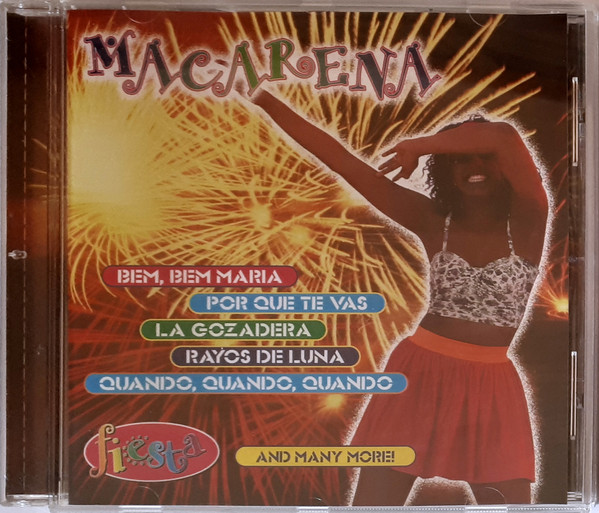 MACARENA
BEM, BEM MARIA
POR QUE TE VAS
LA GOZADERA
RAYOS DE LUNA
QUANDO, QUANDO, QUANDO
fiesta
AND MANY MORE!